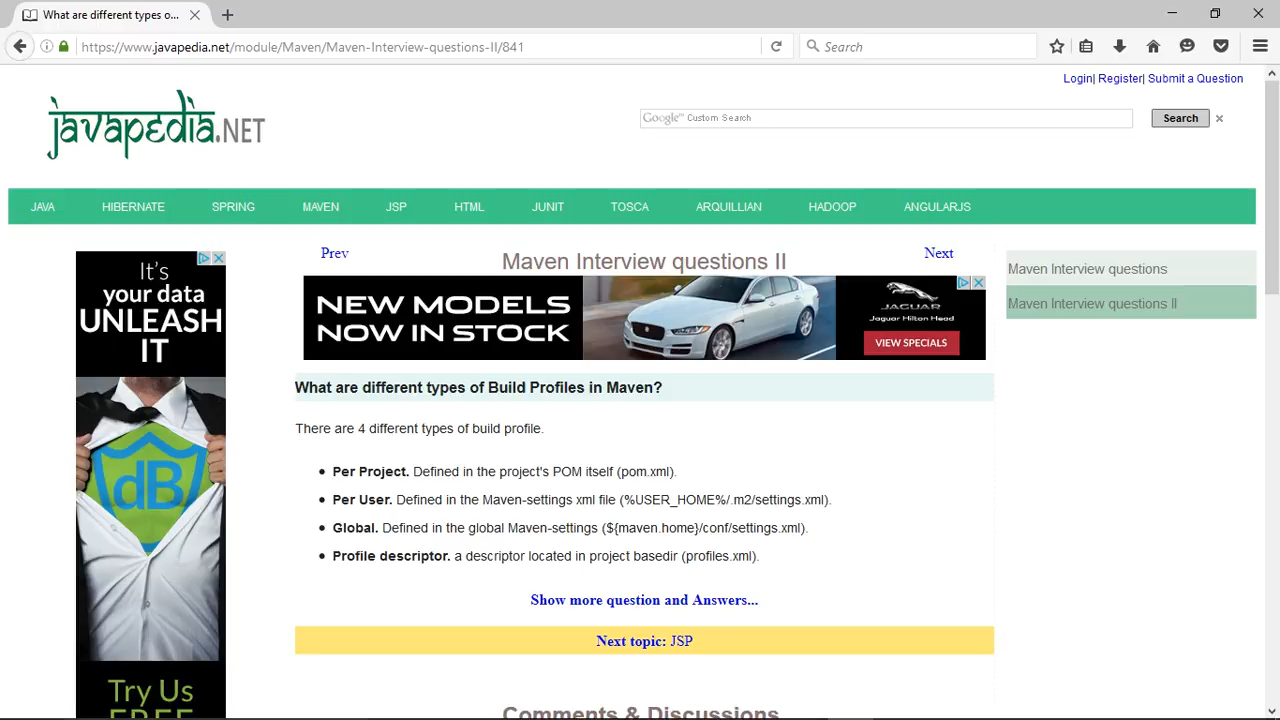 What are different types o...
https://www.javapedia.net/module/Maven/Maven-Interview-questions-II/841
Search
Login| Register| Submit a Question
javapedia.NET
Google™ Custom Search
Search
JAVA HIBERNATE SPRING MAVEN JSP HTML JUNIT TOSCA ARQUILLIAN HADOOP ANGULARJS
It's
your data
UNLEASH
IT
dB
Try Us
FREE
Prev
Maven Interview questions II
Next
NEW MODELS
NOW IN STOCK
JAGUAR
Jaguar Hilton Head
VIEW SPECIALS
What are different types of Build Profiles in Maven?
There are 4 different types of build profile.
Per Project. Defined in the project's POM itself (pom.xml).
Per User. Defined in the Maven-settings xml file (%USER_HOME%/.m2/settings.xml).
Global. Defined in the global Maven-settings (${maven.home}/conf/settings.xml).
Profile descriptor. a descriptor located in project basedir (profiles.xml).
Show more question and Answers...
Next topic: JSP
Comments & Discussions
Maven Interview questions
Maven Interview questions II